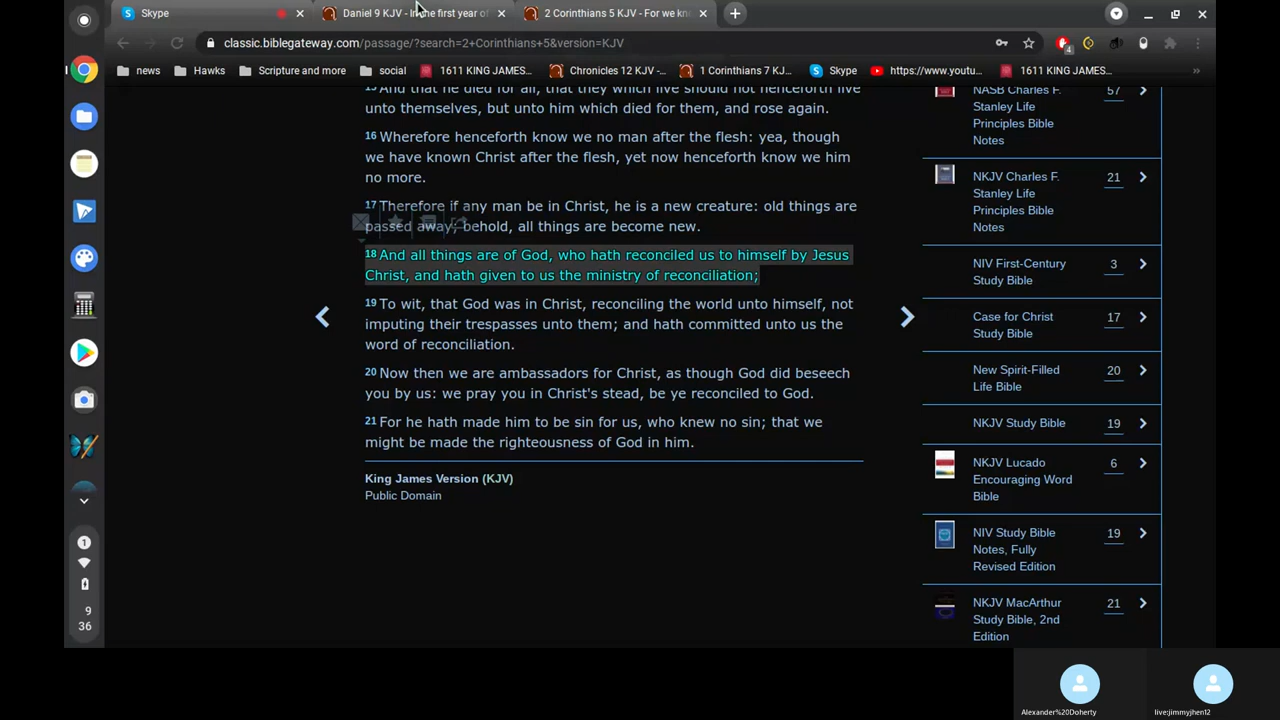 Skype
Daniel 9 KJV - In the first year of
2 Corinthians 5 KJV - For we kn
classic.biblegateway.com/passage/?search=2+Corinthians+5&version=KJV
4
news
Hawks
Scripture and more
social
1611 KING JAMES...
Chronicles 12 KJV -...
1 Corinthians 7 KJ...
Skype
https://www.youtu...
1611 KING JAMES...
»
15 And that he died for all, that they which live should not henceforth live
unto themselves, but unto him which died for them, and rose again.
16 Wherefore henceforth know we no man after the flesh: yea, though
we have known Christ after the flesh, yet now henceforth know we him
no more.
17 Therefore if any man be in Christ, he is a new creature: old things are
passed away; behold, all things are become new.
18 And all things are of God, who hath reconciled us to himself by Jesus
Christ, and hath given to us the ministry of reconciliation;
19 To wit, that God was in Christ, reconciling the world unto himself, not
imputing their trespasses unto them; and hath committed unto us the
word of reconciliation.
20 Now then we are ambassadors for Christ, as though God did beseech
you by us: we pray you in Christ's stead, be ye reconciled to God.
21 For he hath made him to be sin for us, who knew no sin; that we
might be made the righteousness of God in him.
King James Version (KJV)
Public Domain
NASB Charles F. 57
Stanley Life
Principles Bible
Notes
NKJV Charles F. 21
Stanley Life
Principles Bible
Notes
NIV First-Century 3
Study Bible
Case for Christ 17
Study Bible
New Spirit-Filled 20
Life Bible
NKJV Study Bible 19
NKJV Lucado 6
Encouraging Word
Bible
NIV Study Bible 19
Notes, Fully
Revised Edition
NKJV MacArthur 21
Study Bible, 2nd
Edition
1
9
36
Alexander%20Doherty
live:jimmyjhen12